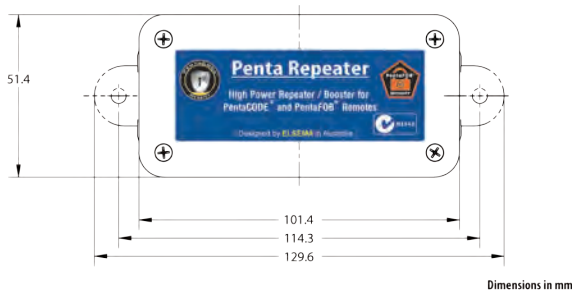 51.4
Penta Repeater
High Power Repeater / Booster for
PentaCODE® and PentaFOB® Remotes
Designed by ELSEMA in Australia
PENTAFOB
101.4
114.3
129.6
Dimensions in mm